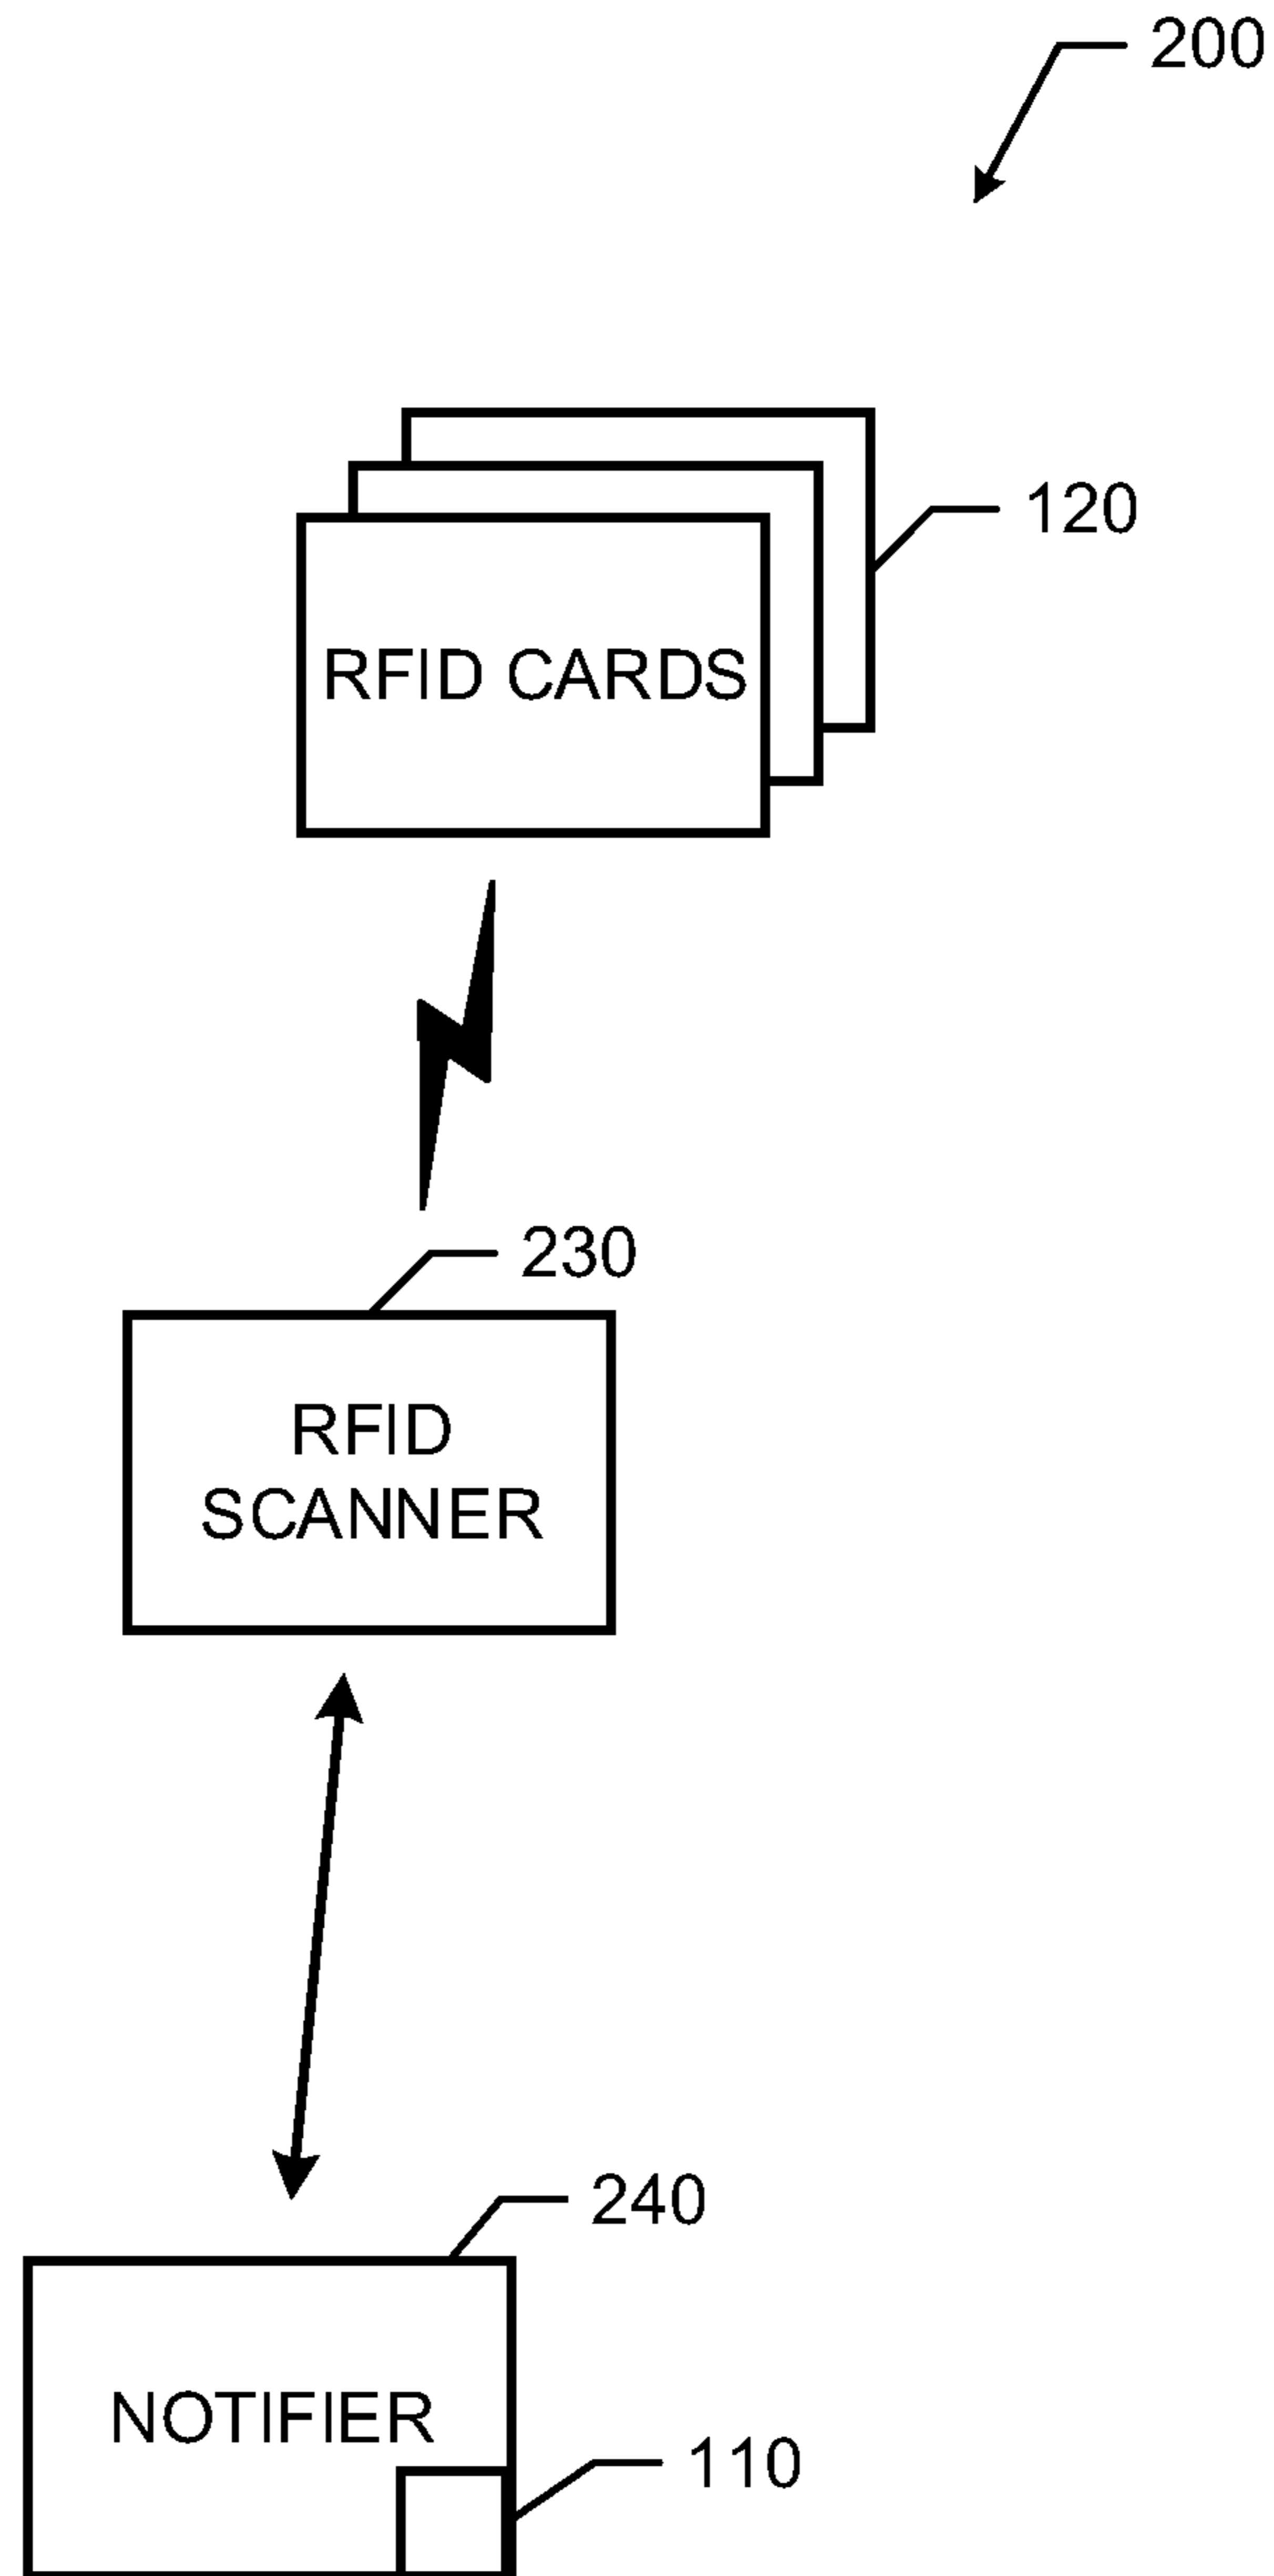 200
120
RFID CARDS
230
RFID
SCANNER
240
NOTIFIER
110